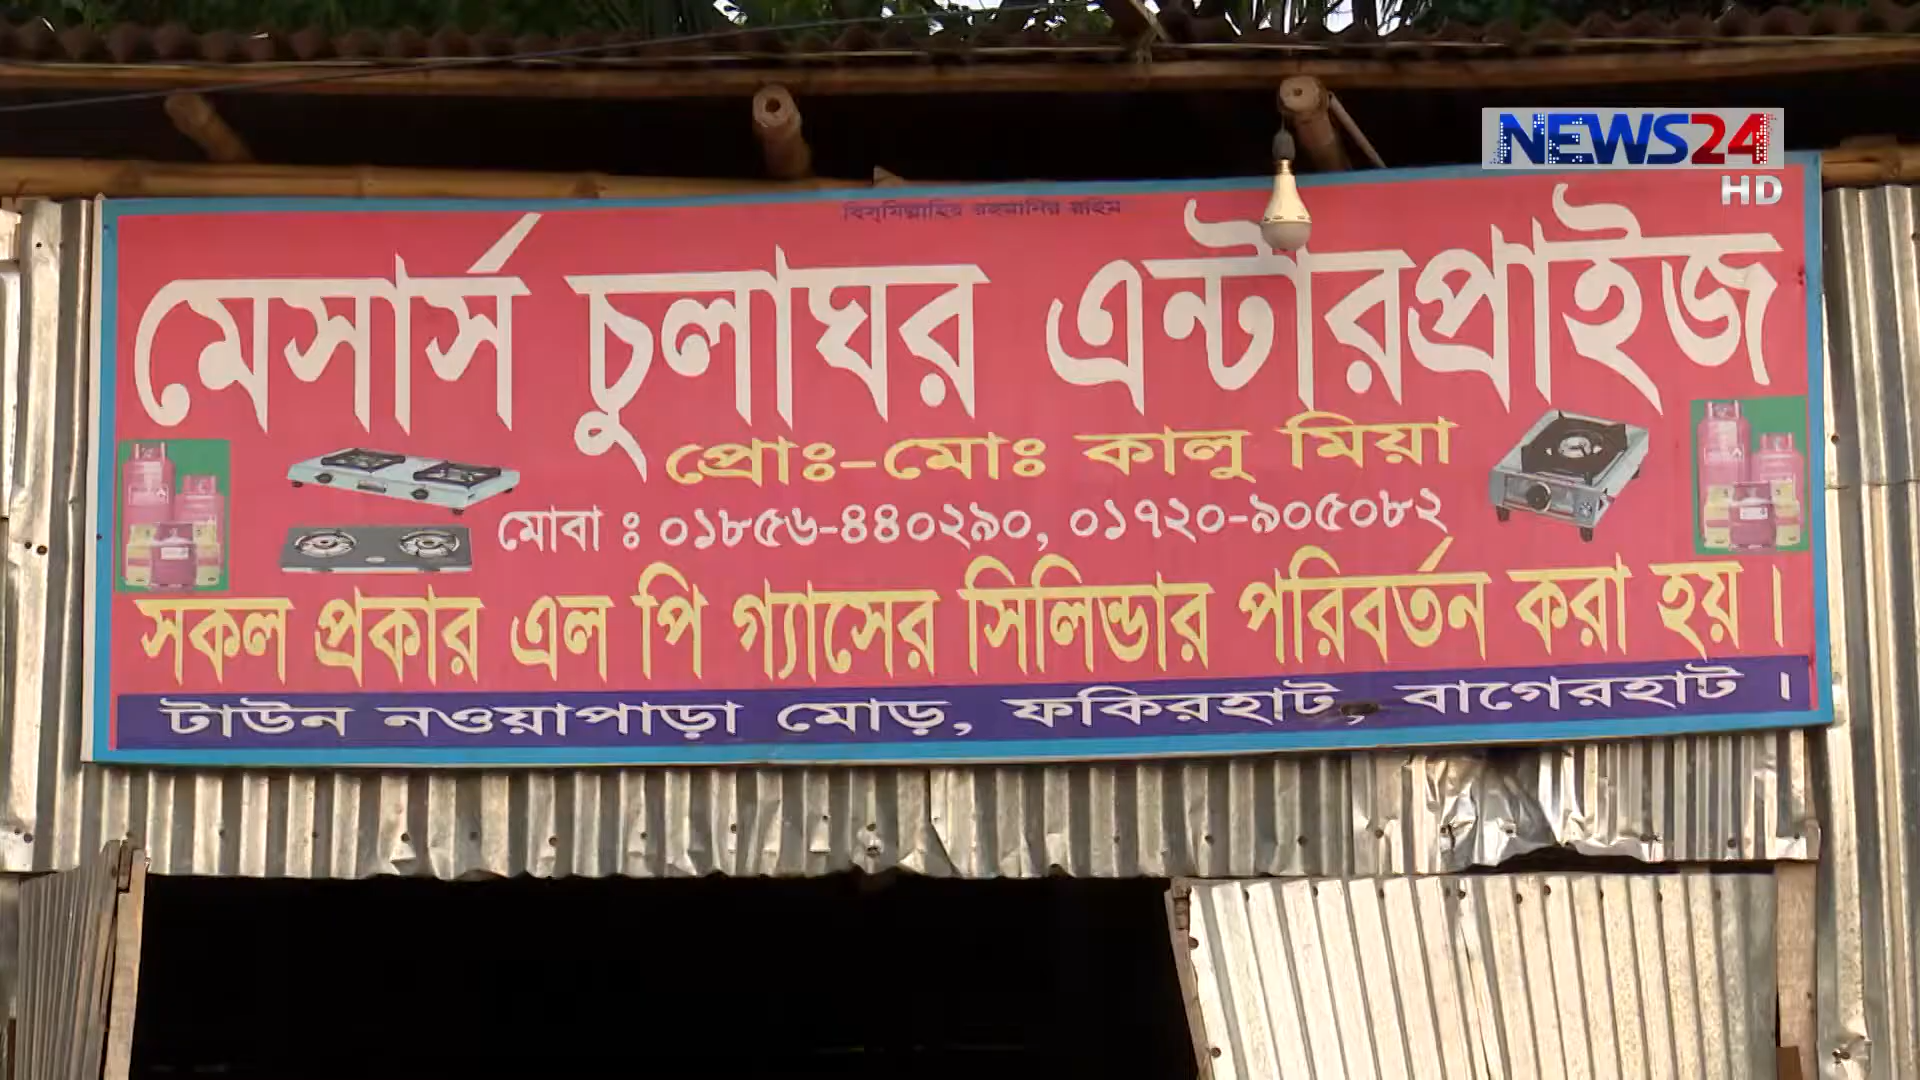 NEWS24
HD
বিস্‌মিল্লাহির রহমানির রহিম
মেসার্স চুলাঘর এন্টারপ্রাইজ
প্রোঃ-মোঃ কালু মিয়া
মোবা ঃ ০১৮৫৬-৪৪০২৯০, ০১৭২০-৯০৫০৮২
সকল প্রকার এল পি গ্যাসের সিলিন্ডার পরিবর্তন করা হয়।
টাউন নওয়াপাড়া মোড়, ফকিরহাট, বাগেরহাট।